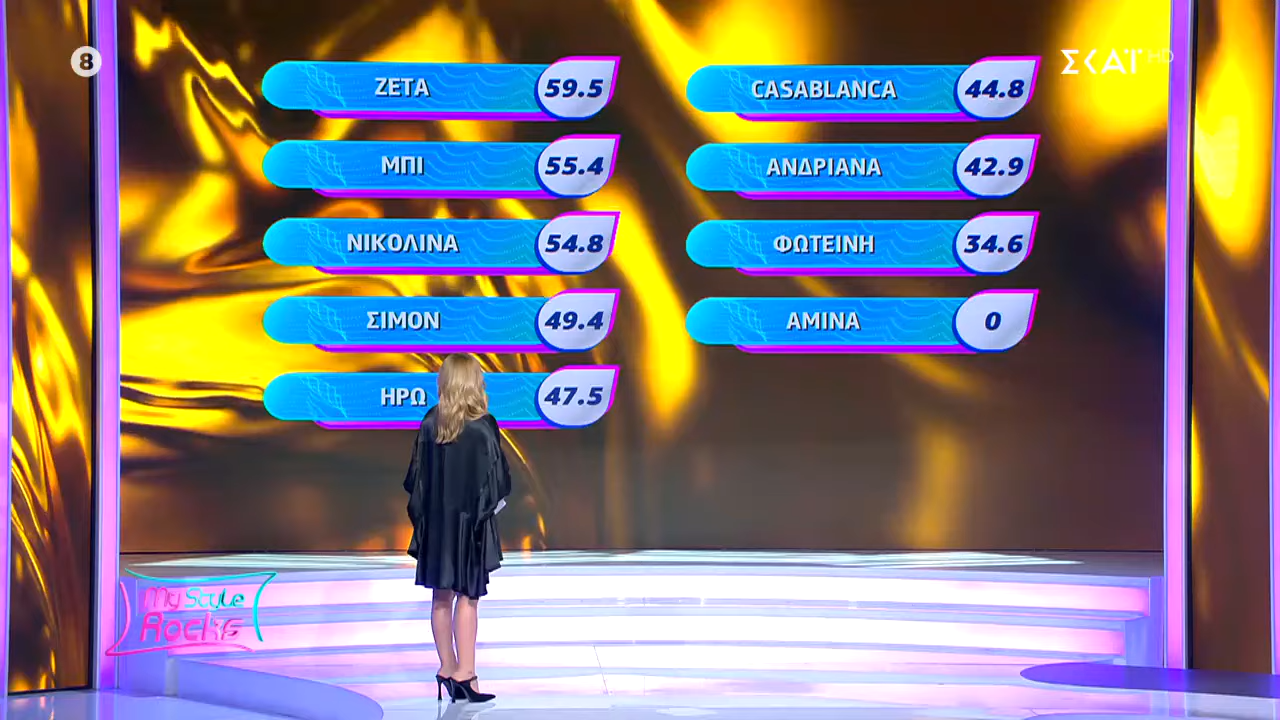 8
ΣΚΑΪ HD
ΖΕΤΑ 59.5
ΜΠΙ 55.4
ΝΙΚΟΛΙΝΑ 54.8
ΣΙΜΟΝ 49.4
ΗΡΩ 47.5
CASABLANCA 44.8
ΑΝΔΡΙΑΝΑ 42.9
ΦΩΤΕΙΝΗ 34.6
ΑΜΙΝΑ 0
My Style
Rocks